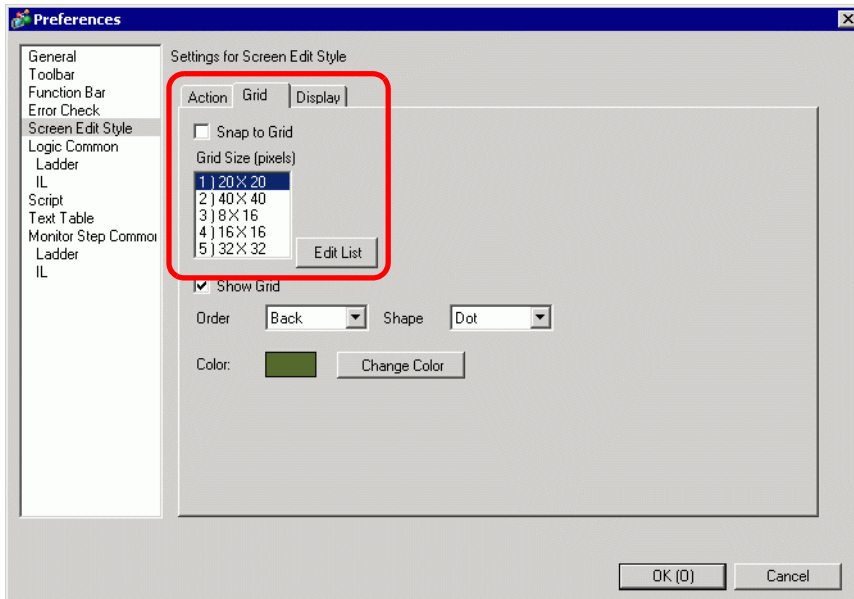 Preferences
General
Toolbar
Function Bar
Error Check
Screen Edit Style
Logic Common
Ladder
IL
Script
Text Table
Monitor Step Commo
Ladder
IL
Settings for Screen Edit Style
Action Grid Display
Snap to Grid
Grid Size (pixels)
1 ) 20 X 20
2 ) 40 X 40
3 ) 8 X 16
4 ) 16 X 16
5 ) 32 X 32
Edit List
Show Grid
Order Back Shape Dot
Color: Change Color
OK (O) Cancel